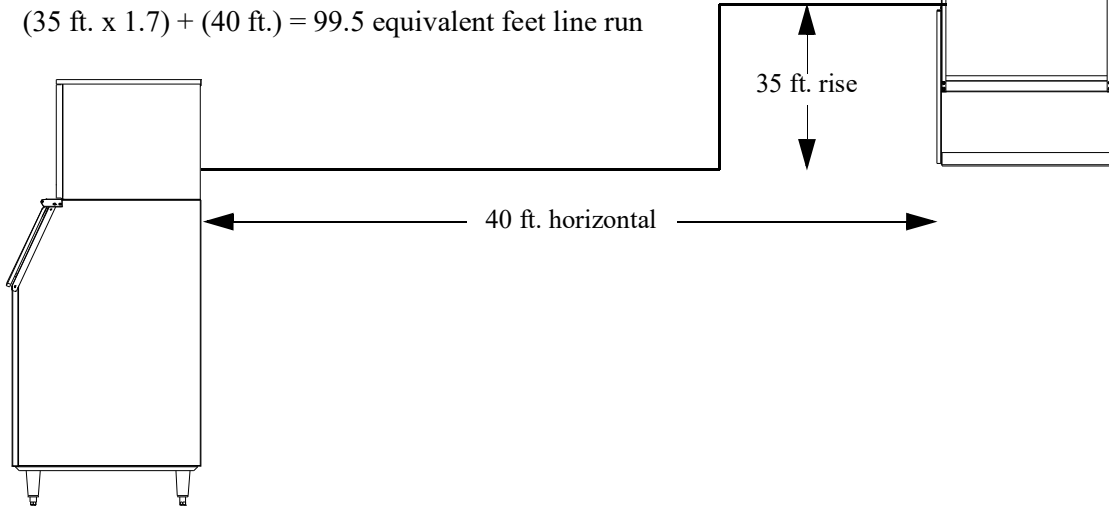 (35 ft. x 1.7) + (40 ft.) = 99.5 equivalent feet line run
35 ft. rise
40 ft. horizontal